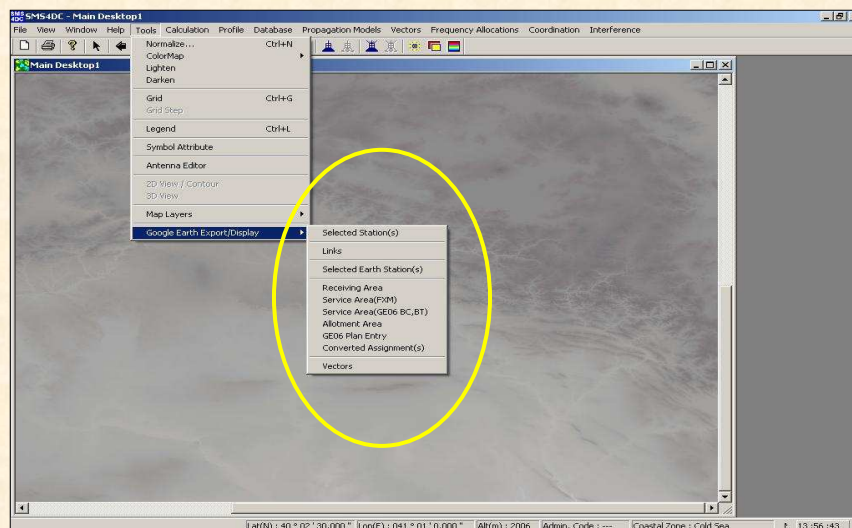 SMS4DC - Main Desktop1
File View Window Help Tools Calculation Profile Database Propagation Models Vectors Frequency Allocations Coordination Interference
Main Desktop1
Normalize... Ctrl+N
ColorMap
Lighten
Darken
Grid Ctrl+G
Grid Step
Legend Ctrl+L
Symbol Attribute
Antenna Editor
2D View / Contour
3D View
Map Layers
Google Earth Export/Display
Selected Station(s)
Links
Selected Earth Station(s)
Receiving Area
Service Area(FXM)
Service Area(GE06 BC,BT)
Allotment Area
GE06 Plan Entry
Converted Assignment(s)
Vectors
Lat(N) : 40 ° 02 ' 30.000 " Lon(E) : 041 ° 01 ' 0.000 " Alt(m) : 2006 Admin. Code : --- Coastal Zone : Cold Sea 13 :56 :43